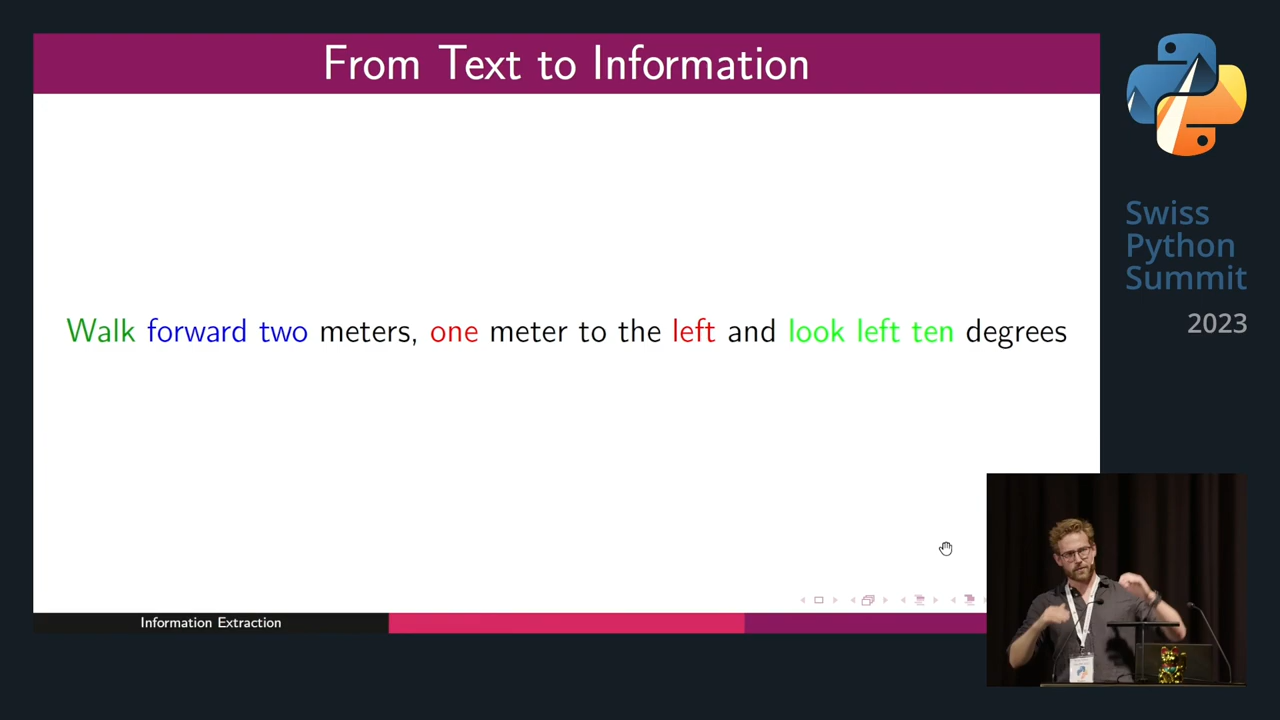 From Text to Information
Walk forward two meters, one meter to the left and look left ten degrees
Information Extraction
Swiss
Python
Summit
2023